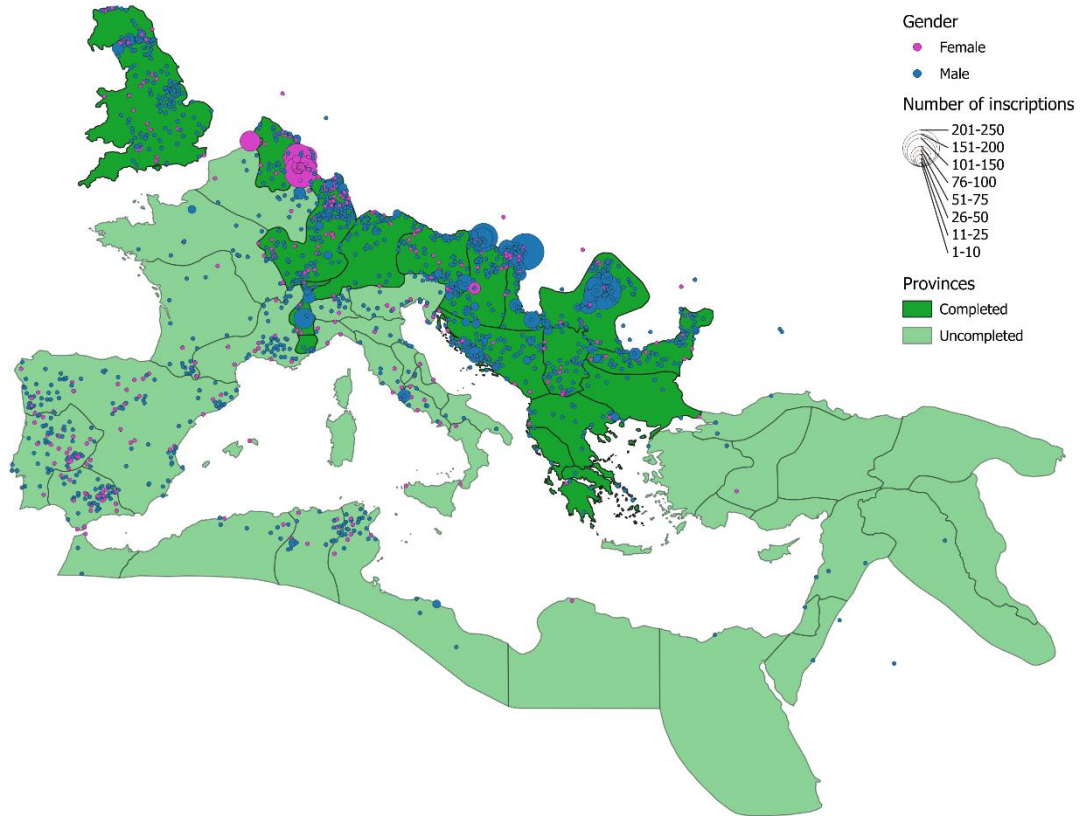 Gender
Female
Male
Number of inscriptions
201-250
151-200
101-150
76-100
51-75
26-50
11-25
1-10
Provinces
Completed
Uncompleted